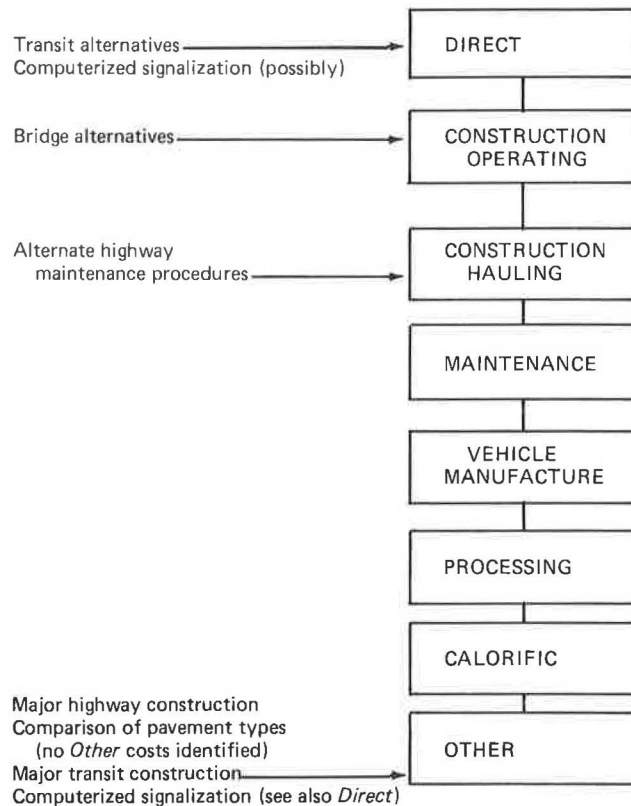 Transit alternatives
Computerized signalization (possibly)
DIRECT
Bridge alternatives
CONSTRUCTION
OPERATING
Alternate highway
maintenance procedures
CONSTRUCTION
HAULING
MAINTENANCE
VEHICLE
MANUFACTURE
PROCESSING
CALORIFIC
Major highway construction
Comparison of pavement types
(no Other costs identified)
Major transit construction
Computerized signalization (see also Direct)
OTHER